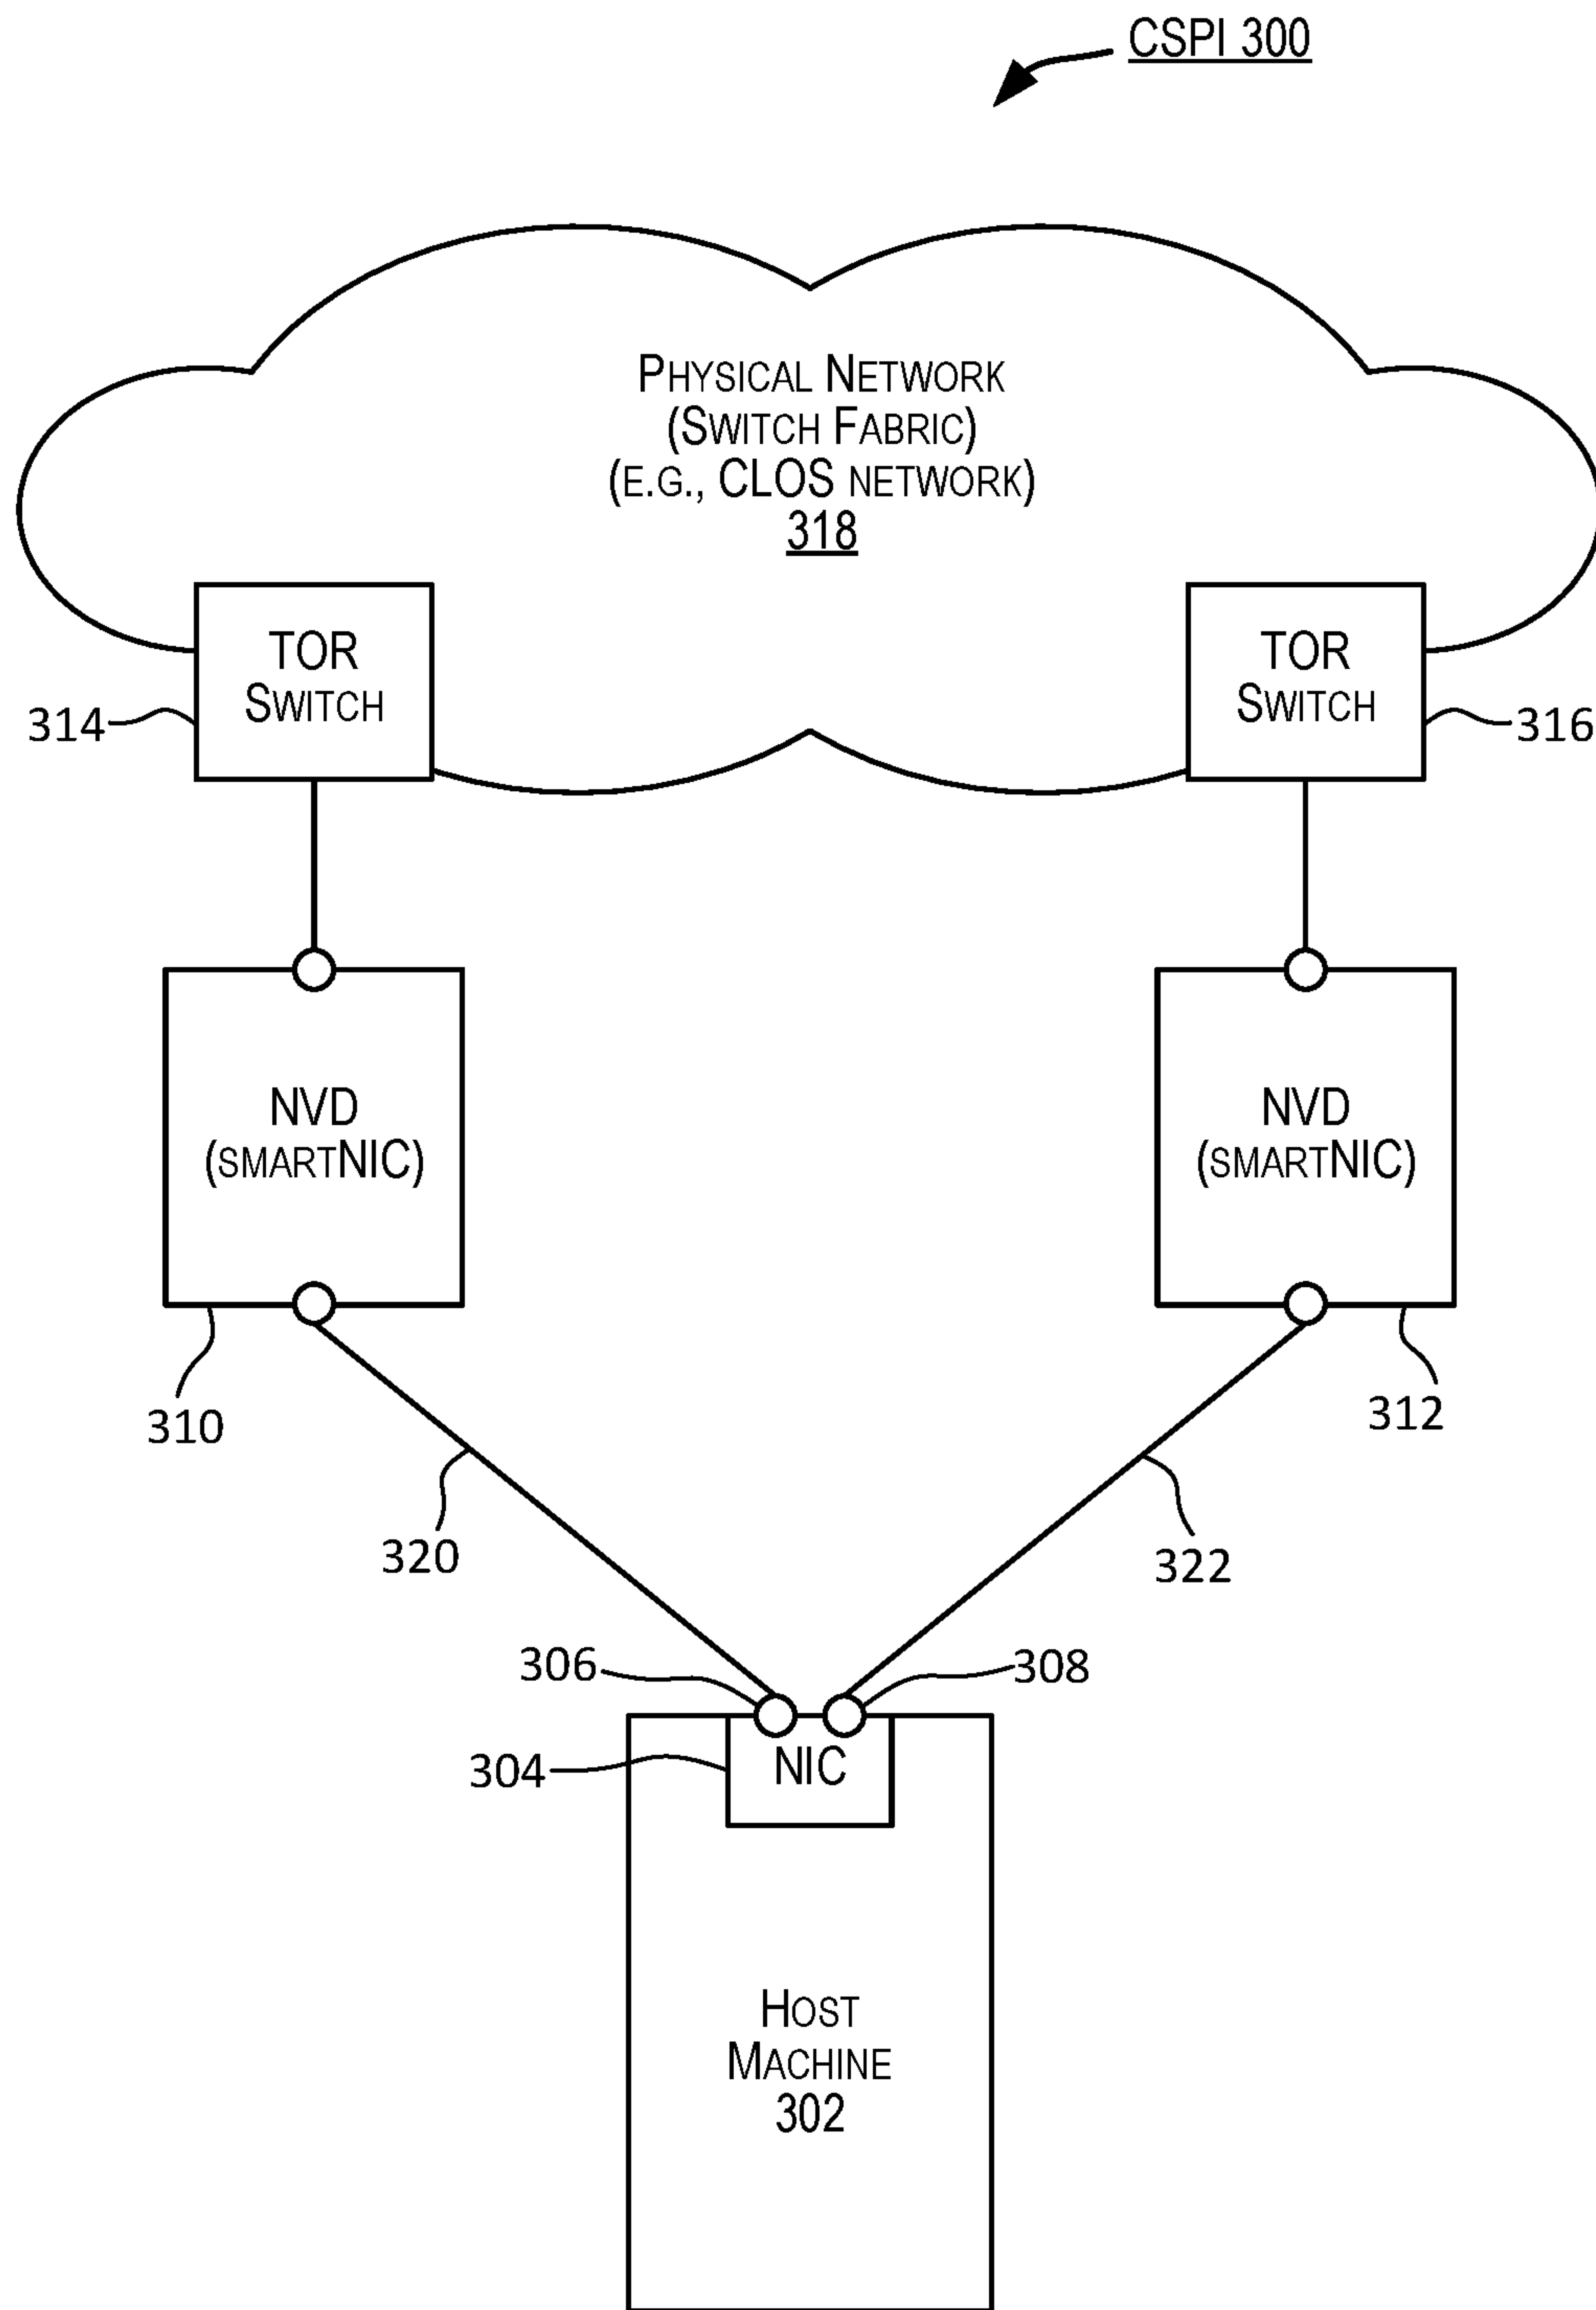 CSPI 300
PHYSICAL NETWORK
(SWITCH FABRIC)
(E.G., CLOS NETWORK)
318
TOR
SWITCH
TOR
SWITCH
314
316
NVD
(SMARTNIC)
NVD
(SMARTNIC)
310
312
320
322
306
308
304
NIC
HOST
MACHINE
302